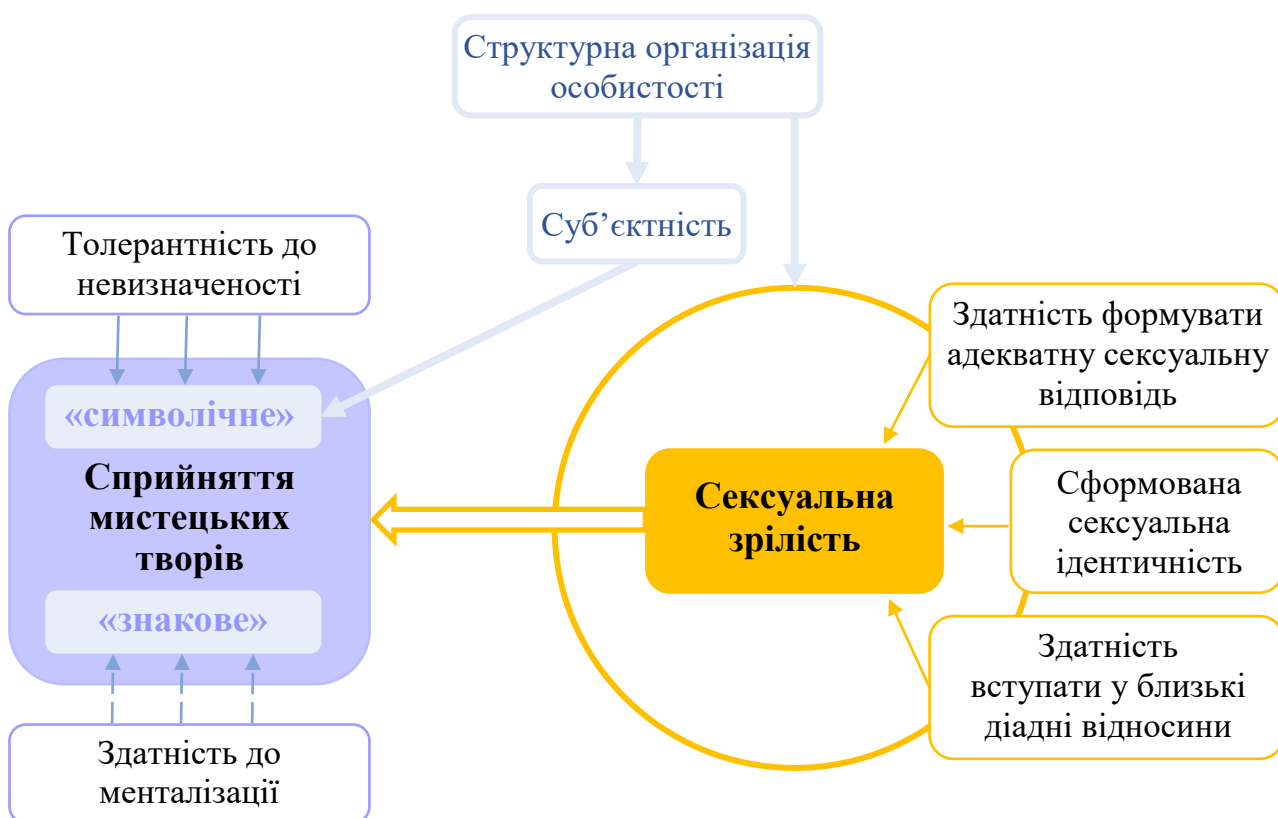 Структурна організація
особистості
Суб’єктність
Толерантність до
невизначеності
«символічне»
Сприйняття
мистецьких
творів
«знакове»
Здатність до
менталізації
Сексуальна
зрілість
Здатність формувати
адекватну сексуальну
відповідь
Сформована
сексуальна
ідентичність
Здатність
вступати у близькі
діадні відносини